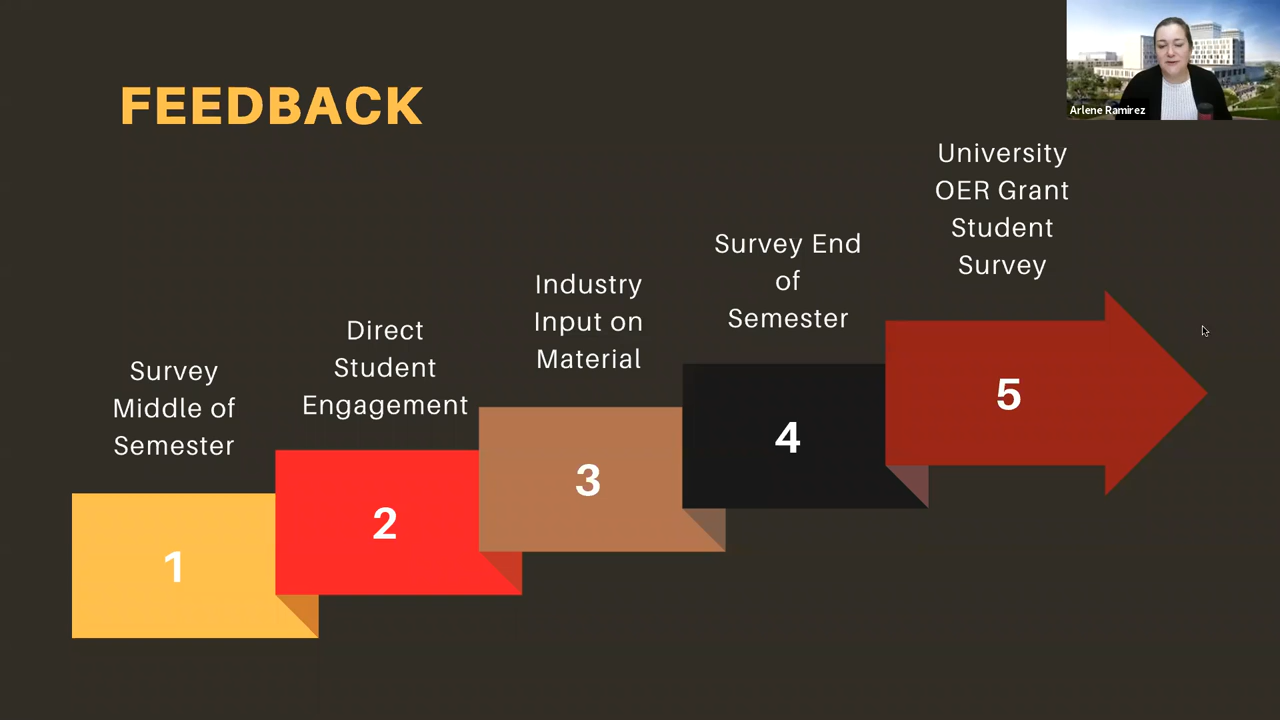 FEEDBACK
Arlene Ramirez
Survey
Middle of
Semester
1
Direct
Student
Engagement
2
Industry
Input on
Material
3
Survey End
of
Semester
4
University
OER Grant
Student
Survey
5